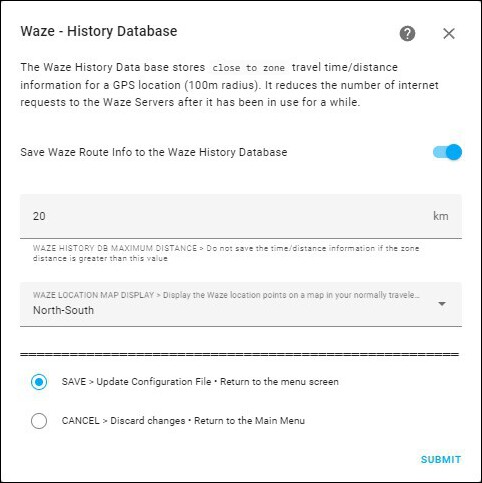 Waze - History Database
The Waze History Data base stores close to zone travel time/distance
information for a GPS location (100m radius). It reduces the number of internet
requests to the Waze Servers after it has been in use for a while.
Save Waze Route Info to the Waze History Database
20 km
WAZE HISTORY DB MAXIMUM DISTANCE > Do not save the time/distance information if the zone
distance is greater than this value
WAZE LOCATION MAP DISPLAY > Display the Waze location points on a map in your normally travele...
North-South
SAVE > Update Configuration File • Return to the menu screen
CANCEL > Discard changes • Return to the Main Menu
SUBMIT